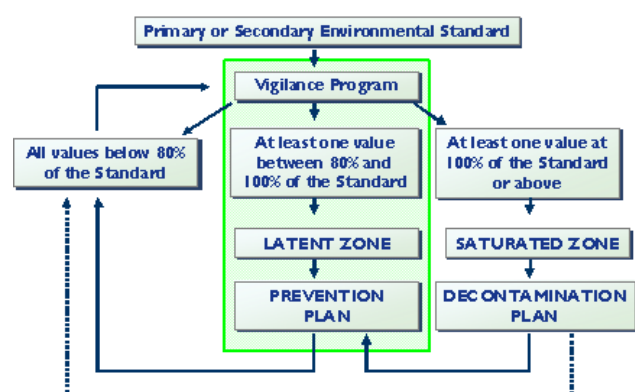 Primary or Secondary Environmental Standard
Vigilance Program
All values below 80%
of the Standard
At least one value
between 80% and
100% of the Standard
At least one value at
100% of the Standard
or above
LATENT ZONE
SATURATED ZONE
PREVENTION
PLAN
DECONTAMINATION
PLAN